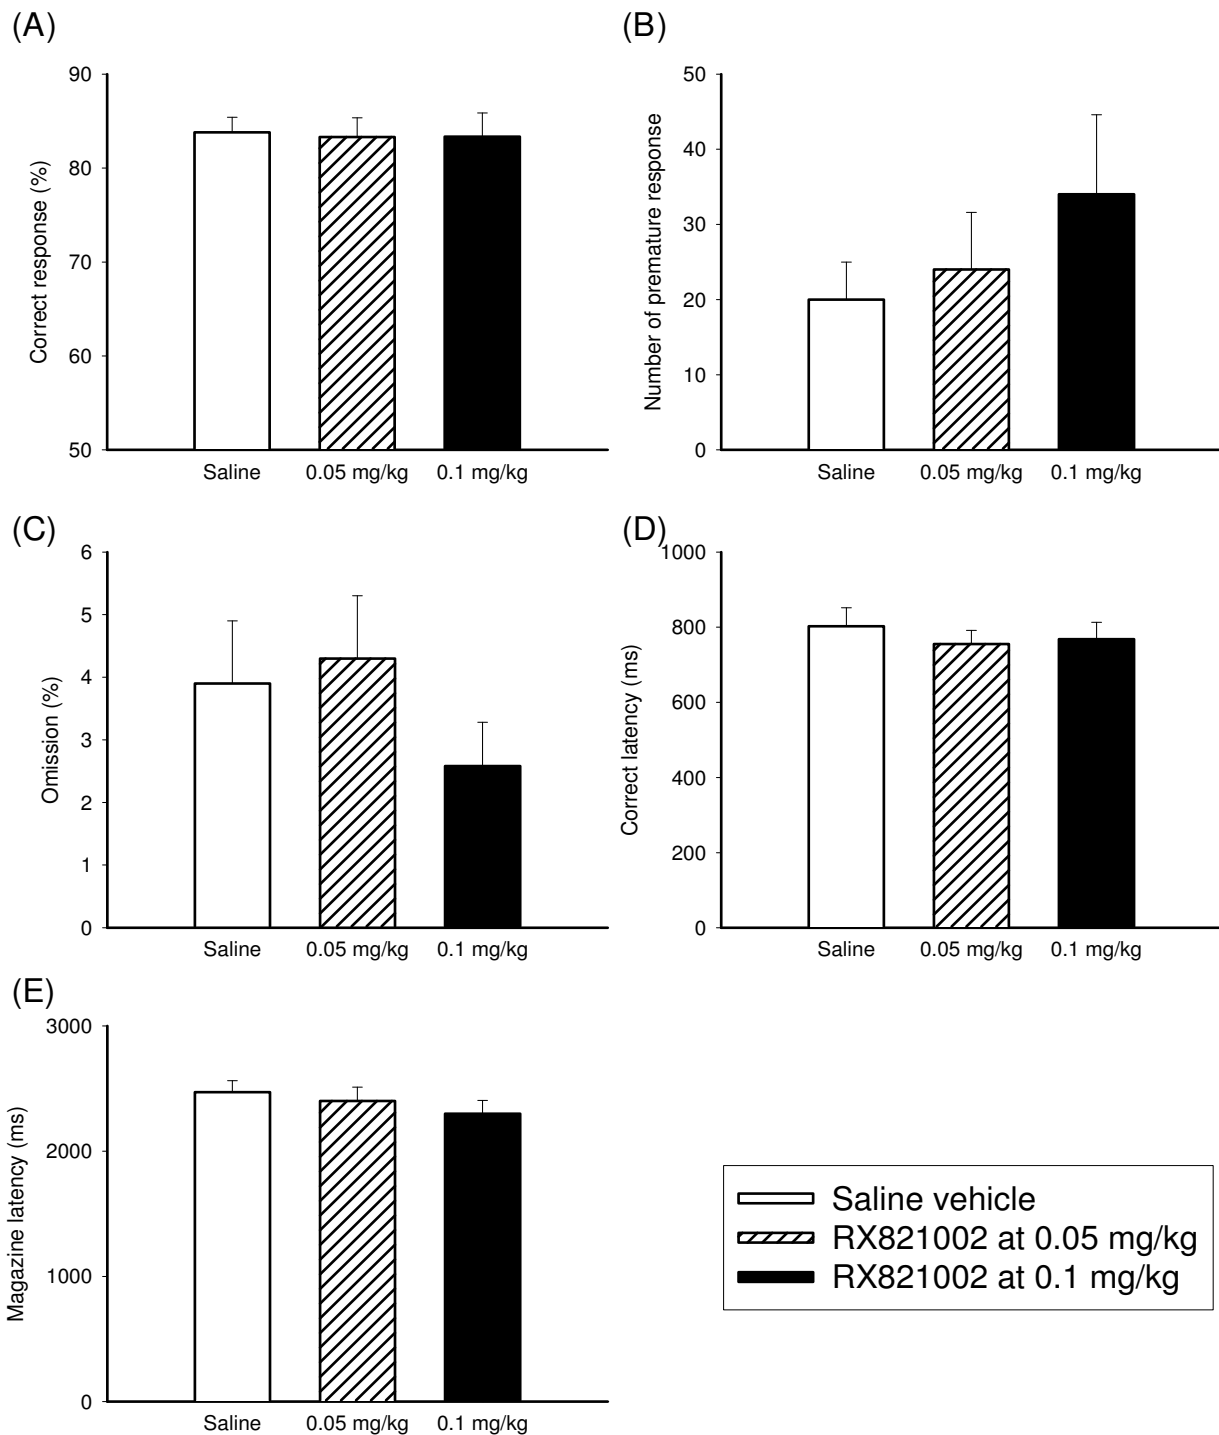 (A)
Correct response (%)
90
80
70
60
50
Saline 0.05 mg/kg 0.1 mg/kg
(B)
Number of premature response
50
40
30
20
10
0
Saline 0.05 mg/kg 0.1 mg/kg
(C)
Omission (%)
6
5
4
3
2
1
0
Saline 0.05 mg/kg 0.1 mg/kg
(D)
Correct latency (ms)
1000
800
600
400
200
0
Saline 0.05 mg/kg 0.1 mg/kg
(E)
Magazine latency (ms)
3000
2000
1000
0
Saline 0.05 mg/kg 0.1 mg/kg
Saline vehicle
RX821002 at 0.05 mg/kg
RX821002 at 0.1 mg/kg